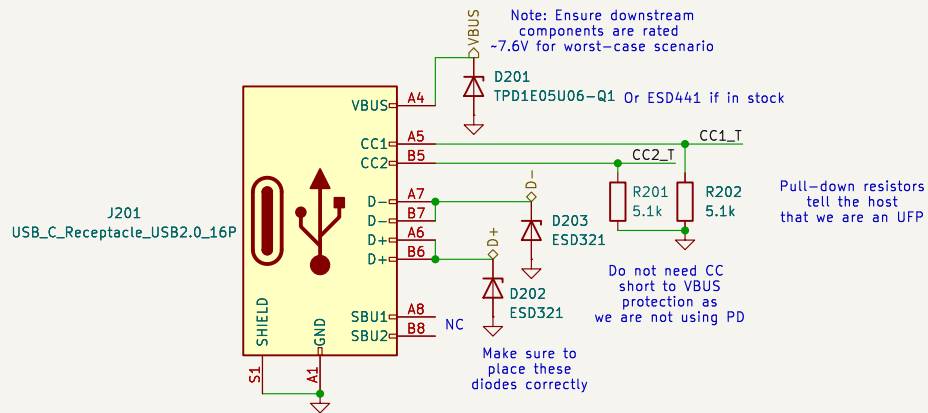 Note: Ensure downstream
components are rated
~7.6V for worst-case scenario
VBUS
D201
TPD1E05U06-Q1
Or ESD441 if in stock
VBUS
A4
CC1
A5
CC1_T
CC2
B5
CC2_T
D-
A7
D-
B7
D+
A6
D+
B6
D-
D+
D203
ESD321
D202
ESD321
R201
5.1k
R202
5.1k
Pull-down resistors
tell the host
that we are an UFP
J201
USB_C_Receptacle_USB2.0_16P
Do not need CC
short to VBUS
protection as
we are not using PD
SBU1
A8
SBU2
B8
NC
SHIELD
GND
S1
A1
Make sure to
place these
diodes correctly